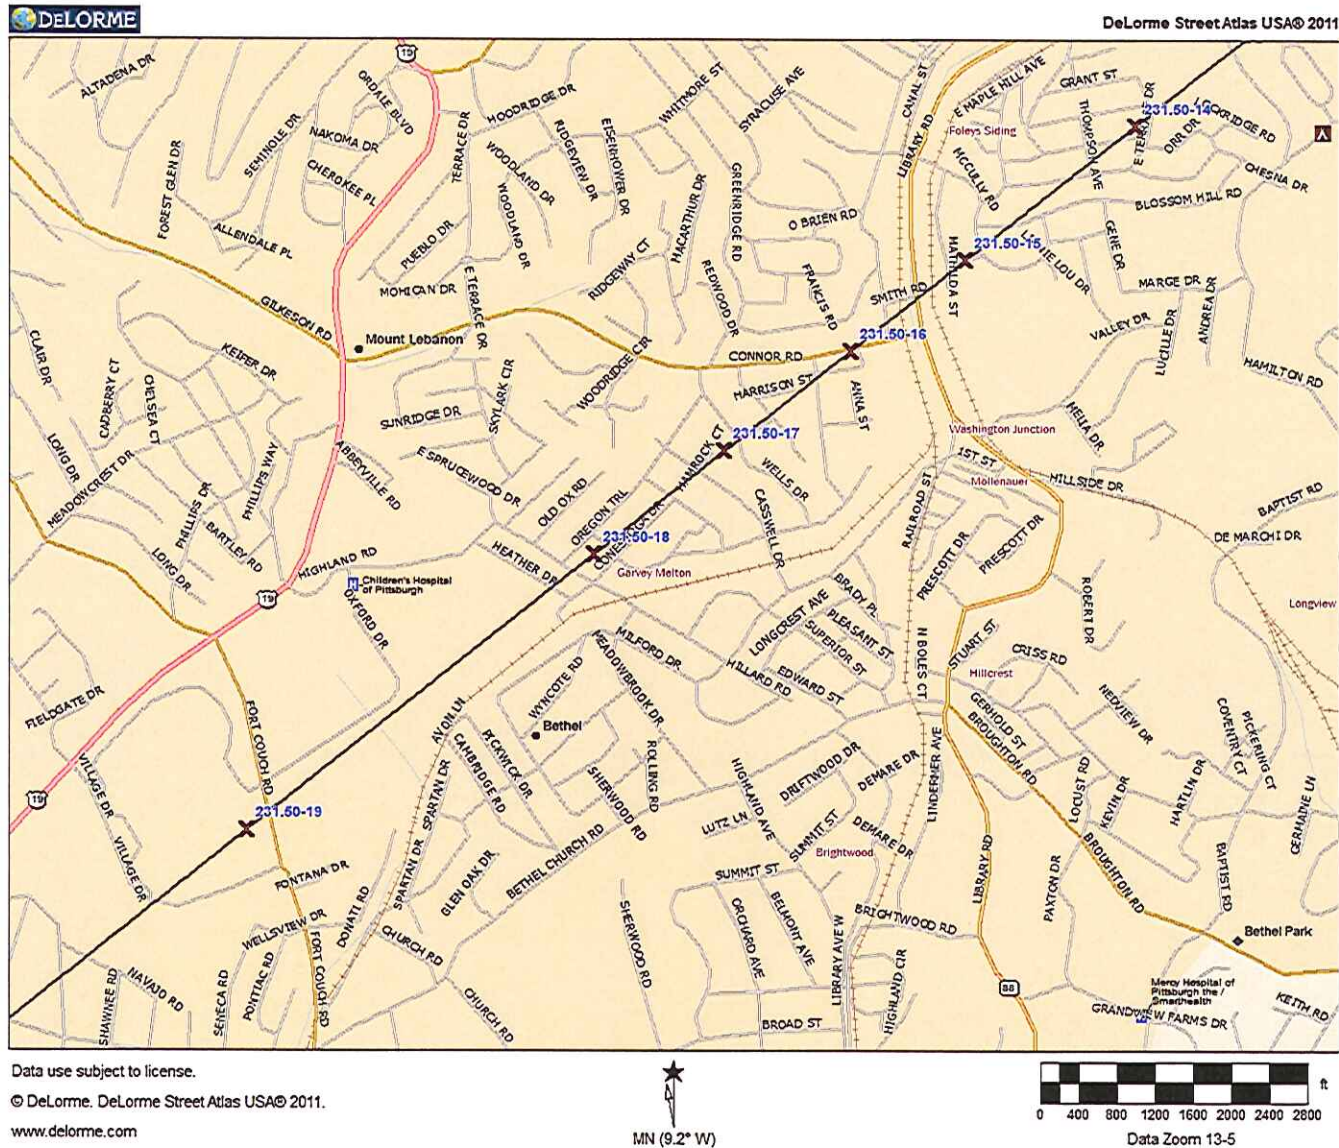 DELORME
DeLorme Street Atlas USA® 2011
19
ALTADENA DR
ORDALE BLVD
SEMINOLE DR
NAKOMA DR
CHEROKEE PL
FOREST GLEN DR
ALLENDALE PL
TERRACE DR
HOODRIDGE DR
RIDGEVIEW DR
EISENHOWER DR
WHITMORE ST
SYRACUSE AVE
WOODLAND DR
WOODLAND DR
GREENRIDGE RD
MACARTHUR DR
CANAL ST
LIBRARY RD
E MAPLE HILL AVE
GRANT ST
Foleys Siding
THOMPSON AVE
231.50-14
ORR DR
MCCULLY RD
CHESNA DR
BLOSSOM HILL RD
O BRIEN RD
PUEBLO DR
MOHICAN DR
E TERRACE DR
RIDGEWAY CT
REDWOOD DR
FRANCIS RD
SMITH RD
MATHILDA ST
231.50-15
GENE DR
MARGE DR
ANDREA DR
VALLEY DR
LUCILLE DR
HAMILTON RD
GILKESON RD
Mount Lebanon
231.50-16
CONNOR RD
HARRISON ST
ANNA ST
CLAIR DR
CADBERRY CT
CHELSEA CT
KEIFER DR
WOODRIDGE CIR
SKYLARK CIR
SUNRIDGE DR
231.50-17
WELLS DR
Washington Junction
MELIA DR
LONG DR
MEADOWCREST DR
PHILLIPS WAY
ABBEYVILLE RD
E SPRUCEWOOD DR
OLD OX RD
OREGON TRL
CASSWELL DR
1ST ST
Mollenauer
HILLSIDE DR
BAPTIST RD
RAILROAD ST
PHILLIPS DR
BARTLEY RD
LONG DR
HIGHLAND RD
HEATHER DR
231.50-18
Garvey Melton
PRESCOTT DR
PRESCOTT DR
DE MARCHI DR
Children's Hospital
of Pittsburgh
19
OXFORD DR
BRADY PL
LONGCREST AVE
PLEASANT ST
SUPERIOR ST
ROBERT DR
Longview
MEADOWBROOK DR
MILFORD DR
HILLARD RD
EDWARD ST
N BOLES CT
STUART ST
CRISS RD
Hillcrest
FIELDGATE DR
FORT COUCH RD
AVON LN
WYNCOTE RD
Bethel
GERHOLD ST
BROUGHTON RD
NEDVIEW DR
COVENTRY CT
PICKERING CT
CAMBRIDGE RD
PICKWICK DR
SHERWOOD RD
ROLLING RD
HIGHLAND AVE
DRIFTWOOD DR
DEMARE DR
LINDERMER AVE
LOCUST RD
KEVIN DR
HARTLIN DR
GERMAINE LN
19
VILLAGE DR
231.50-19
SPARTAN DR
LUTZ LN
SUMMIT ST
DEMARE DR
Brightwood
VILLAGE DR
FONTANA DR
SPARTAN DR
GLEN OAK DR
BETHEL CHURCH RD
SUMMIT ST
LIBRARY RD
PAXTON DR
BROUGHTON RD
BAPTIST RD
WELLSVIEW DR
DONATI RD
CHURCH RD
SHERWOOD RD
ORCHARD AVE
BELMONT AVE
BRIGHTWOOD RD
Bethel Park
SHAWNEE RD
NAVAJO RD
SENECA RD
PONTIAC RD
FORT COUCH RD
CHURCH RD
BROAD ST
LIBRARY AVE W
HIGHLAND CIR
88
Mercy Hospital of
Pittsburgh the /
Smarthealth
GRANDVIEW FARMS DR
KEITH RD
Data use subject to license.
© DeLorme. DeLorme Street Atlas USA® 2011.
www.delorme.com
MN (9.2° W)
ft
0 400 800 1200 1600 2000 2400 2800
Data Zoom 13-5